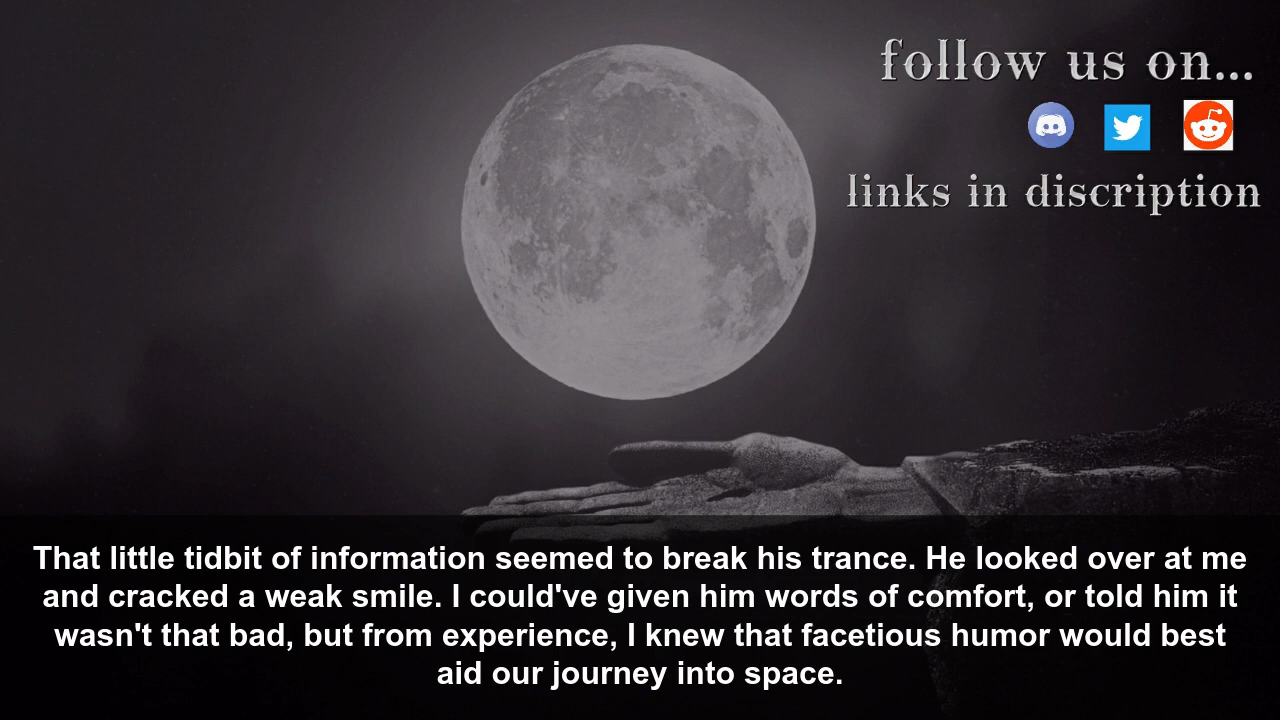 follow us on...
links in discription
That little tidbit of information seemed to break his trance. He looked over at me
and cracked a weak smile. I could've given him words of comfort, or told him it
wasn't that bad, but from experience, I knew that facetious humor would best
aid our journey into space.